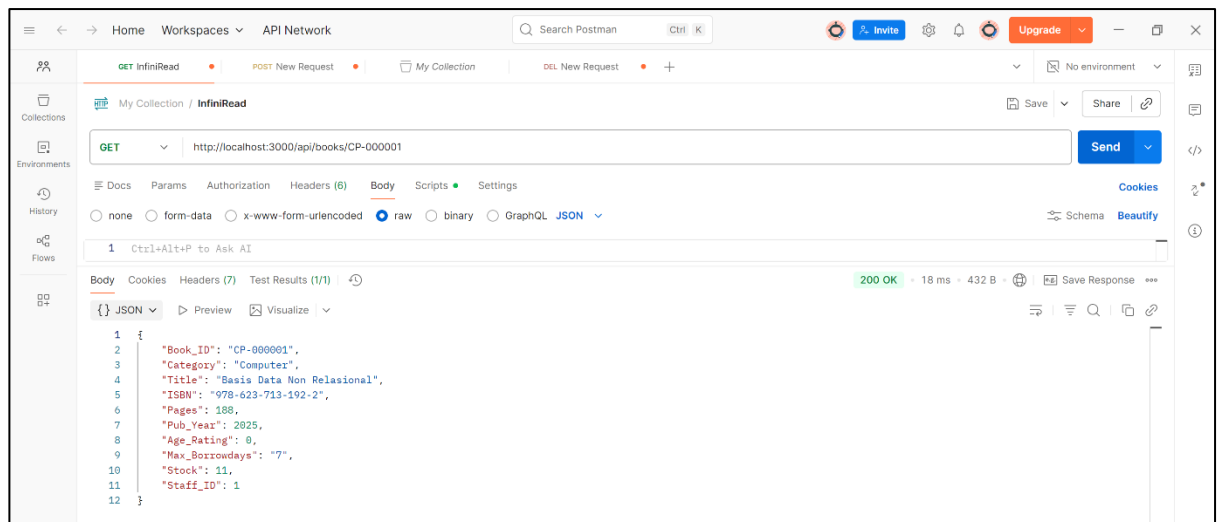 Home Workspaces API Network Search Postman Ctrl K Invite Upgrade
GET InfiniRead POST New Request My Collection DEL New Request + No environment
HTTP My Collection / InfiniRead Save Share
Collections
GET http://localhost:3000/api/books/CP-000001 Send
Environments
Docs Params Authorization Headers (6) Body Scripts Settings Cookies
History
none form-data x-www-form-urlencoded raw binary GraphQL JSON Schema Beautify
Flows
1 Ctrl+Alt+P to Ask AI
Body Cookies Headers (7) Test Results (1/1) 200 OK 18 ms 432 B e.g. Save Response
{} JSON Preview Visualize
1 {
2 "Book_ID": "CP-000001",
3 "Category": "Computer",
4 "Title": "Basis Data Non Relasional",
5 "ISBN": "978-623-713-192-2",
6 "Pages": 188,
7 "Pub_Year": 2025,
8 "Age_Rating": 0,
9 "Max_Borrowdays": "7",
10 "Stock": 11,
11 "Staff_ID": 1
12 }